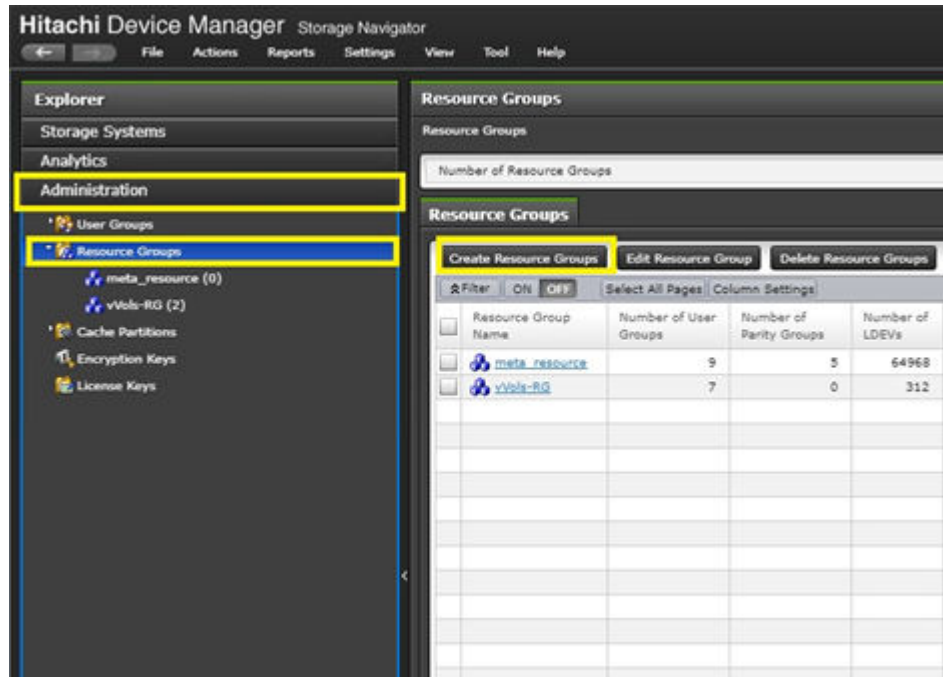 Hitachi Device Manager Storage Navigator
File Actions Reports Settings View Tool Help
Explorer
Storage Systems
Analytics
Administration
User Groups
Resource Groups
meta_resource (0)
vVols-RG (2)
Cache Partitions
Encryption Keys
License Keys
Resource Groups
Resource Groups
Number of Resource Groups
Resource Groups
Create Resource Groups Edit Resource Group Delete Resource Groups
Filter ON OFF Select All Pages Column Settings
Resource Group Name Number of User Groups Number of Parity Groups Number of LDEVs
meta_resource 9 5 64968
vVols-RG 7 0 312